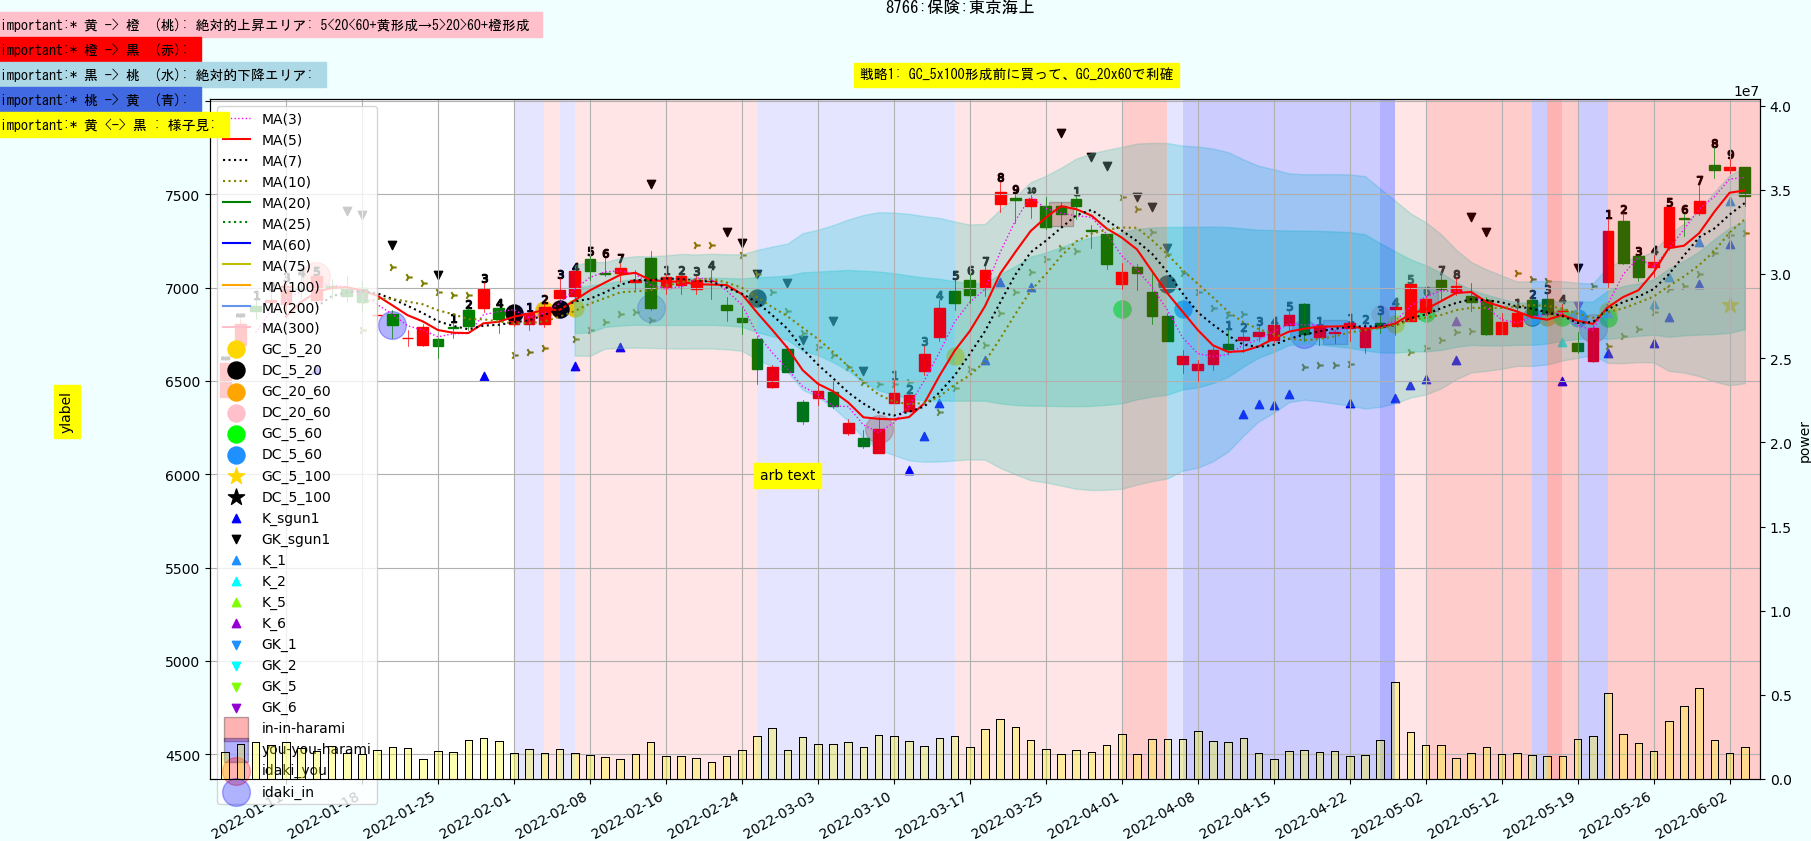 8766:保険:東京海上
important:* 黄 -> 橙 (桃): 絶対的上昇エリア: 5<20<60+黄形成→5>20>60+橙形成
important:* 橙 -> 黒 (赤):
important:* 黒 -> 桃 (水): 絶対的下降エリア:
important:* 桃 -> 黄 (青):
important:* 黄 <-> 黒 : 様子見:
戦略1: GC_5x100形成前に買って、GC_20x60で利確
1e7
MA(3)
MA(5)
MA(7)
MA(10)
MA(20)
MA(25)
MA(60)
MA(75)
MA(100)
MA(200)
MA(300)
GC_5_20
DC_5_20
GC_20_60
DC_20_60
GC_5_60
DC_5_60
GC_5_100
DC_5_100
K_sgun1
GK_sgun1
K_1
K_2
K_5
K_6
GK_1
GK_2
GK_5
GK_6
in-in-harami
you-you-harami
idaki_you
idaki_in
7500
7000
6500
6000
5500
5000
4500
ylabel
arb text
4.0
3.5
3.0
2.5
2.0
1.5
1.0
0.5
0.0
power
2022-01-11
2022-01-18
2022-01-25
2022-02-01
2022-02-08
2022-02-16
2022-02-24
2022-03-03
2022-03-10
2022-03-17
2022-03-25
2022-04-01
2022-04-08
2022-04-15
2022-04-22
2022-05-02
2022-05-12
2022-05-19
2022-05-26
2022-06-02